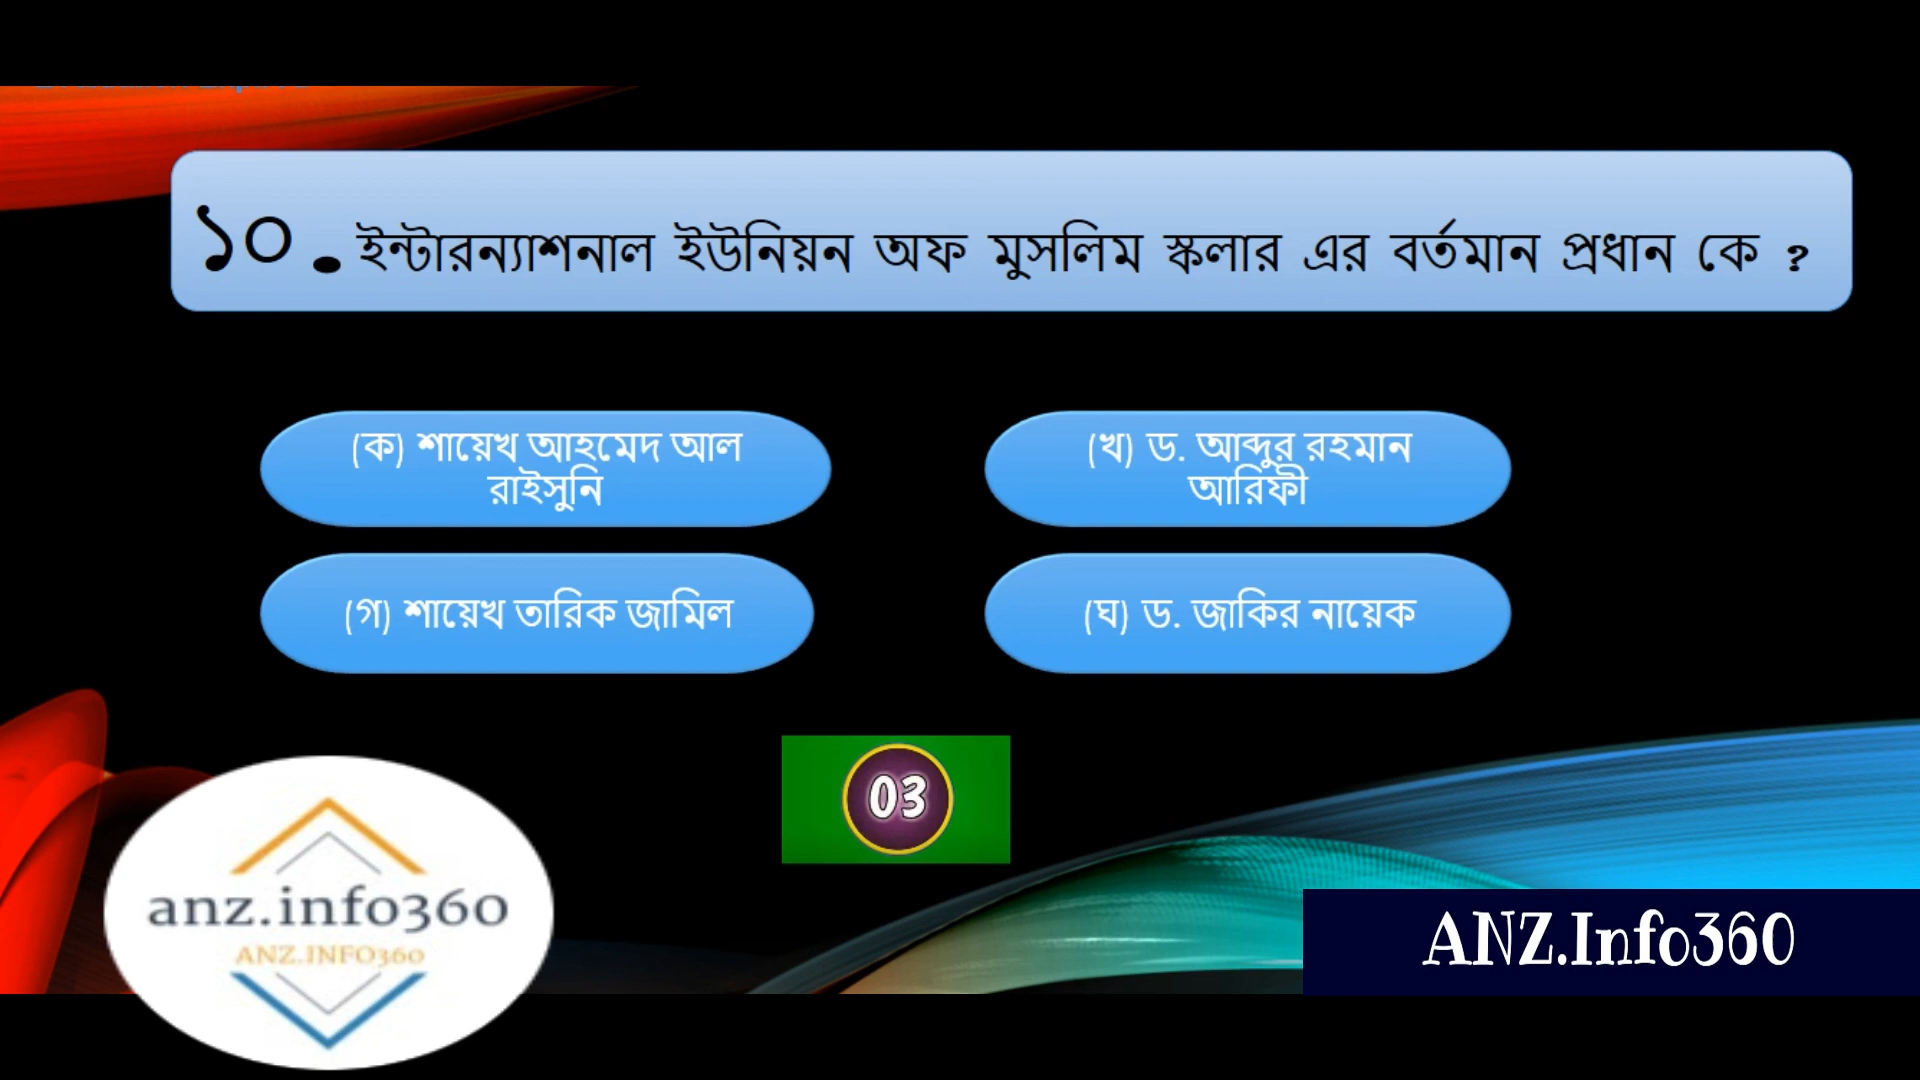 ১০. ইন্টারন্যাশনাল ইউনিয়ন অফ মুসলিম স্কলার এর বর্তমান প্রধান কে ?
(ক) শায়েখ আহমেদ আল
রাইসুনি
(খ) ড. আব্দুর রহমান
আরিফী
(গ) শায়েখ তারিক জামিল
(ঘ) ড. জাকির নায়েক
03
anz.info360
ANZ.INFO360
ANZ.Info360